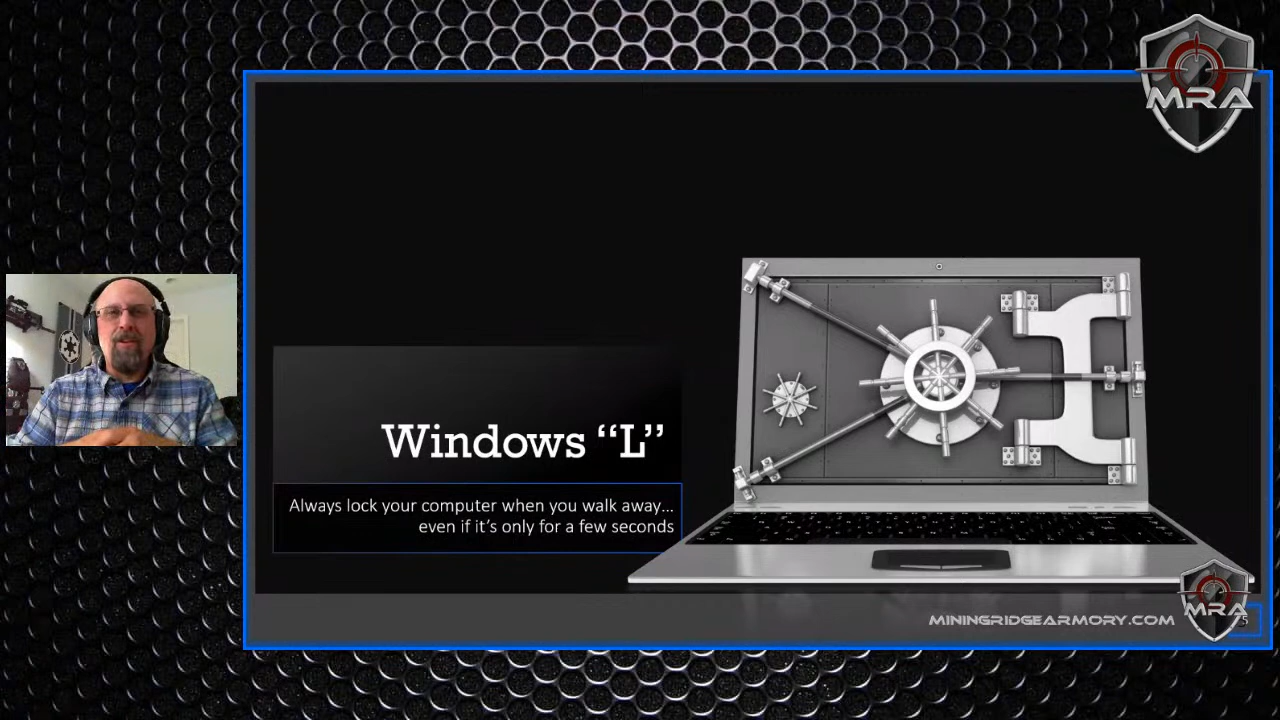 MRA
Windows “L”
Always lock your computer when you walk away...
even if it’s only for a few seconds
MININGRIDGEARMORY.COM
MRA
5